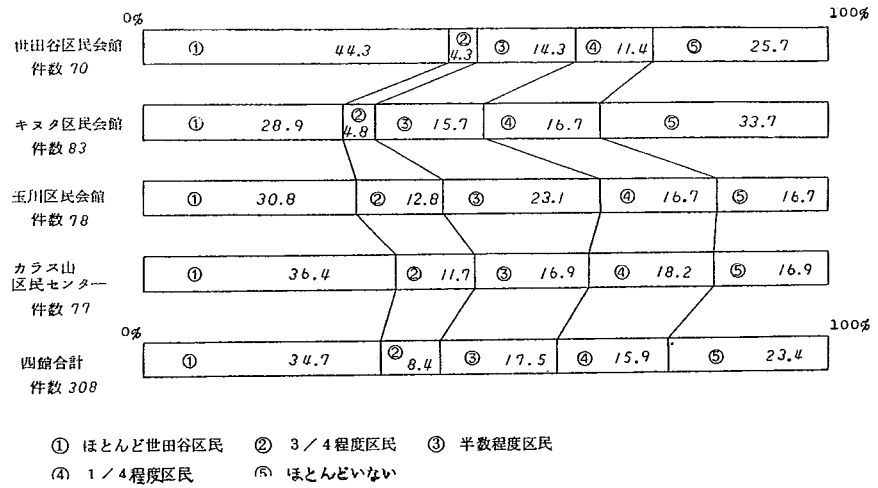 0% 100%
世田谷区民会館 ① 44.3 ② 4.3 ③ 14.3 ④ 11.4 ⑤ 25.7
件数 70
キヌタ区民会館 ① 28.9 ② 4.8 ③ 15.7 ④ 16.7 ⑤ 33.7
件数 83
玉川区民会館 ① 30.8 ② 12.8 ③ 23.1 ④ 16.7 ⑤ 16.7
件数 78
カラス山
区民センター ① 36.4 ② 11.7 ③ 16.9 ④ 18.2 ⑤ 16.9
件数 77
0% 100%
四館合計 ① 34.7 ② 8.4 ③ 17.5 ④ 15.9 ⑤ 23.4
件数 308
① ほとんど世田谷区民 ② 3/4程度区民 ③ 半数程度区民
④ 1/4程度区民 ⑤ ほとんどいない